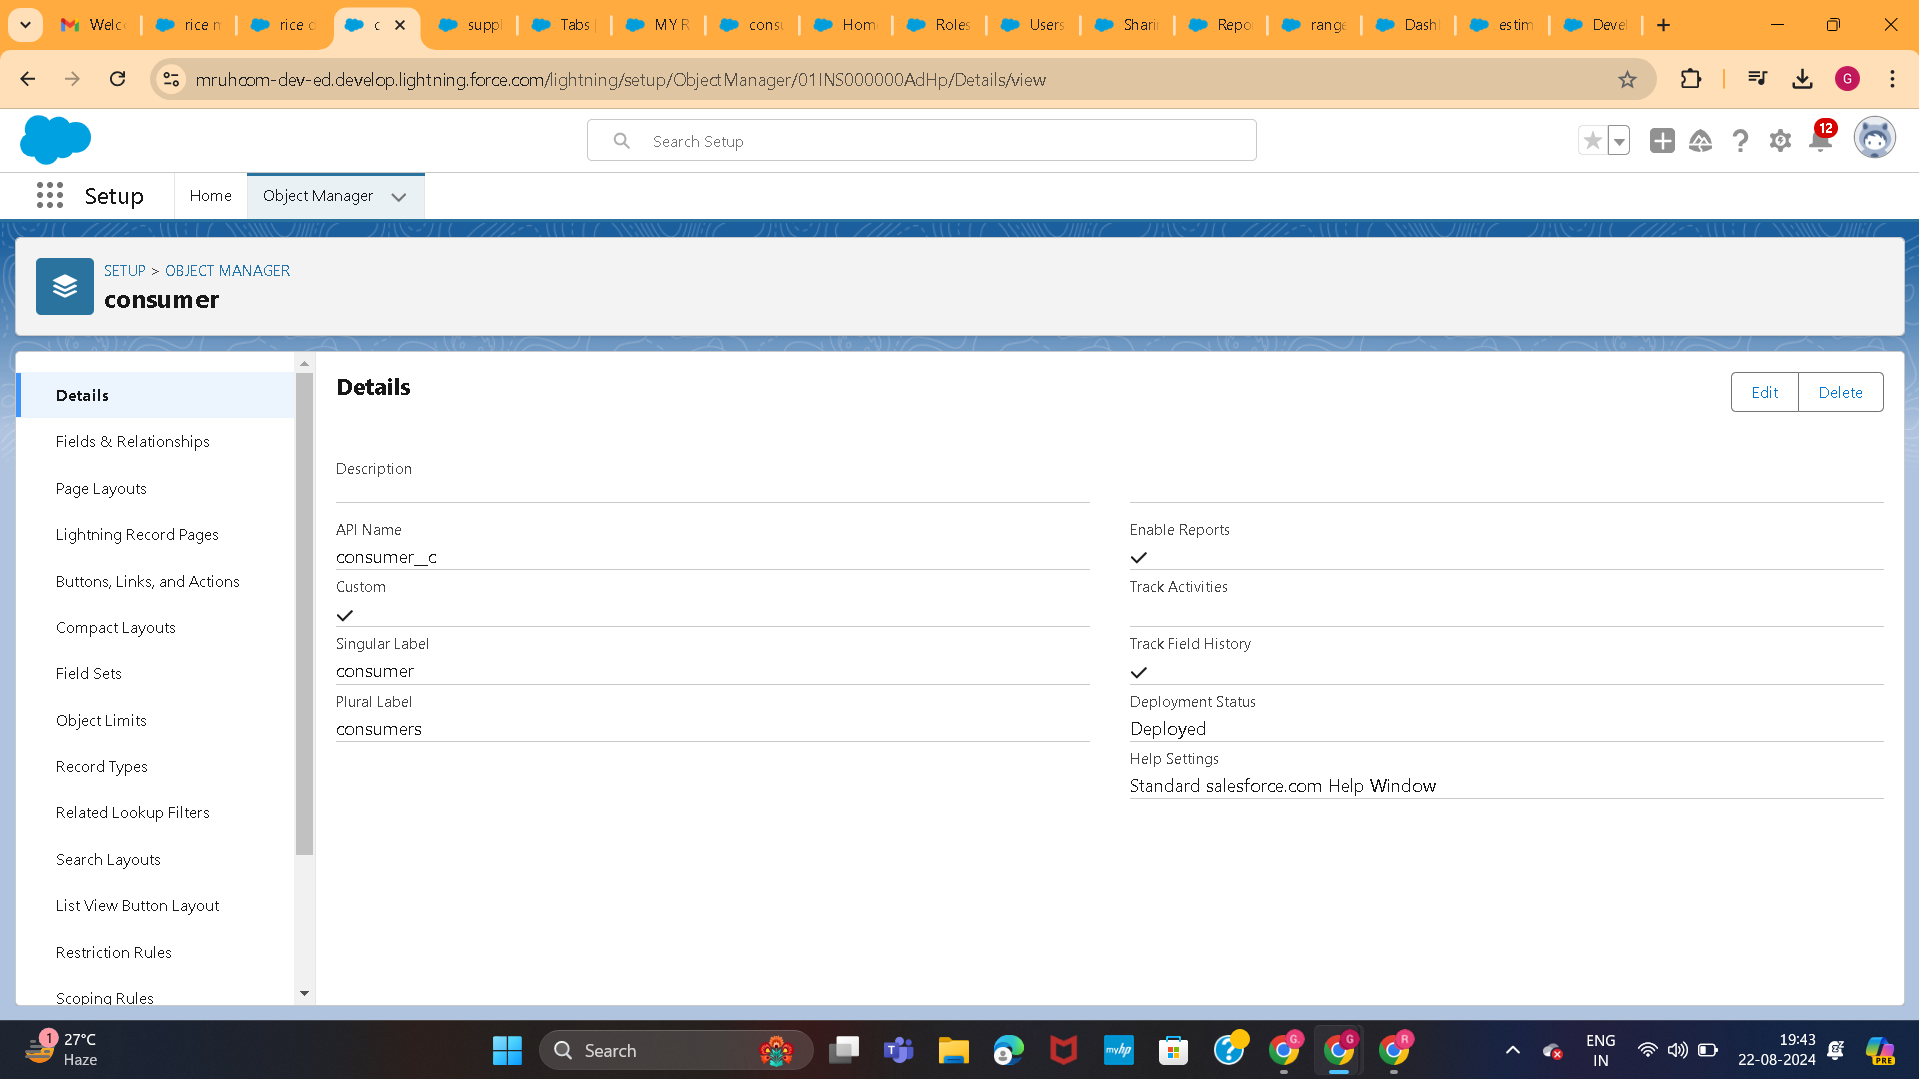 Welc
rice m
rice c
c
suppl
Tabs
MY R
consu
Home
Roles
Users
Shari
Repo
range
Dash
estim
Devel
mruhcom-dev-ed.develop.lightning.force.com/lightning/setup/ObjectManager/01INS000000AdHp/Details/view
G
Search Setup
12
Setup
Home
Object Manager
SETUP > OBJECT MANAGER
consumer
Details
Fields & Relationships
Page Layouts
Lightning Record Pages
Buttons, Links, and Actions
Compact Layouts
Field Sets
Object Limits
Record Types
Related Lookup Filters
Search Layouts
List View Button Layout
Restriction Rules
Scoping Rules
Details
Edit
Delete
Description
API Name
consumer__c
Custom
Singular Label
consumer
Plural Label
consumers
Enable Reports
Track Activities
Track Field History
Deployment Status
Deployed
Help Settings
Standard salesforce.com Help Window
1
27°C
Haze
Search
myhp
G
G
R
ENG
IN
19:43
22-08-2024
PRE